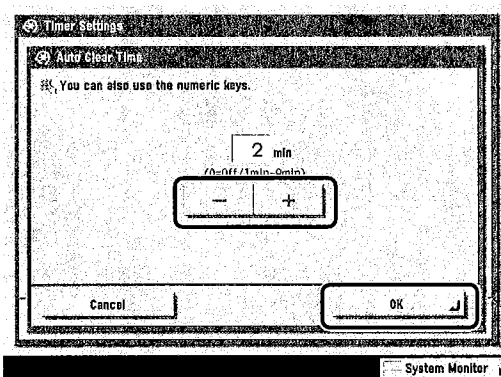 Timer Settings
Auto Clear Time
You can also use the numeric keys.
2 min
(0=Off/1min-9min)
- +
Cancel OK
System Monitor